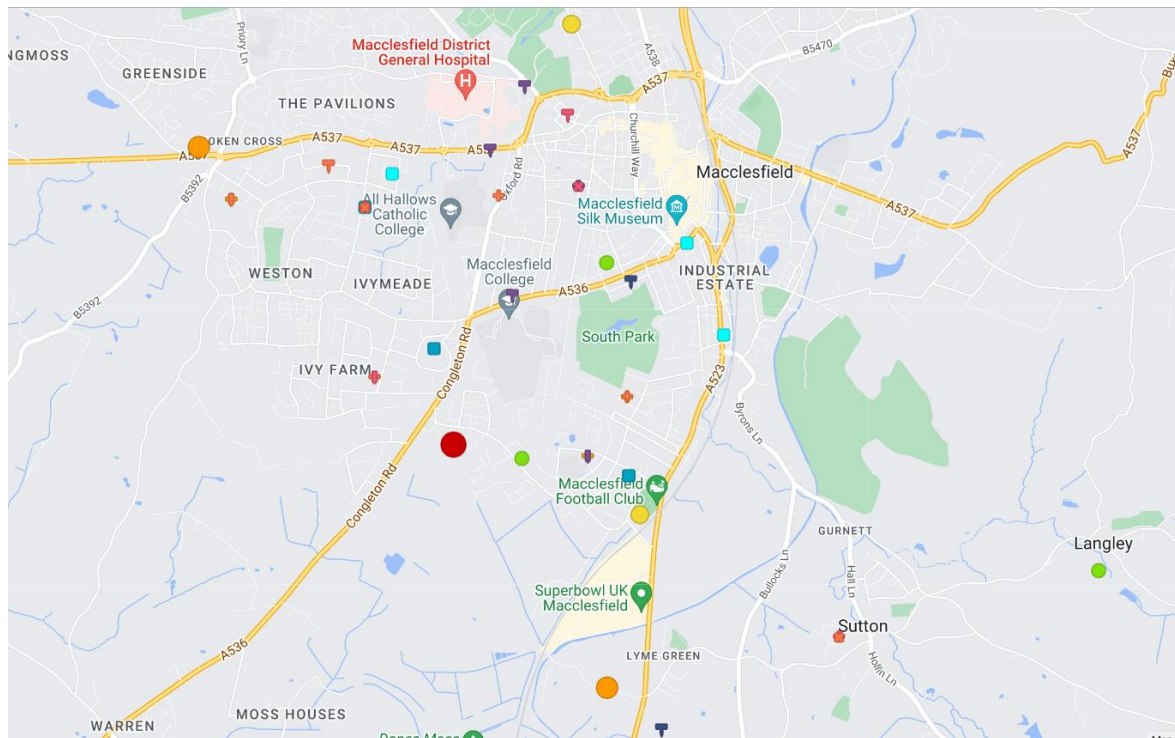 NGMOSS
Priory Ln
GREENSIDE
Macclesfield District
General Hospital
H
A538
B5470
A537
THE PAVILIONS
OKEN CROSS
A537
A537
Churchill Way
Oxford Rd
B5392
A537
Macclesfield
All Hallows
Catholic
College
Macclesfield
Silk Museum
A537
WESTON
IVYMEADE
Macclesfield
College
INDUSTRIAL
ESTATE
A536
B5392
South Park
IVY FARM
Congleton Rd
A523
Byrons Ln
Congleton Rd
Macclesfield
Football Club
GURNETT
Langley
Bullocks Ln
Hall Ln
Superbowl UK
Macclesfield
Sutton
A536
LYME GREEN
Hollin Ln
MOSS HOUSES
WARREN